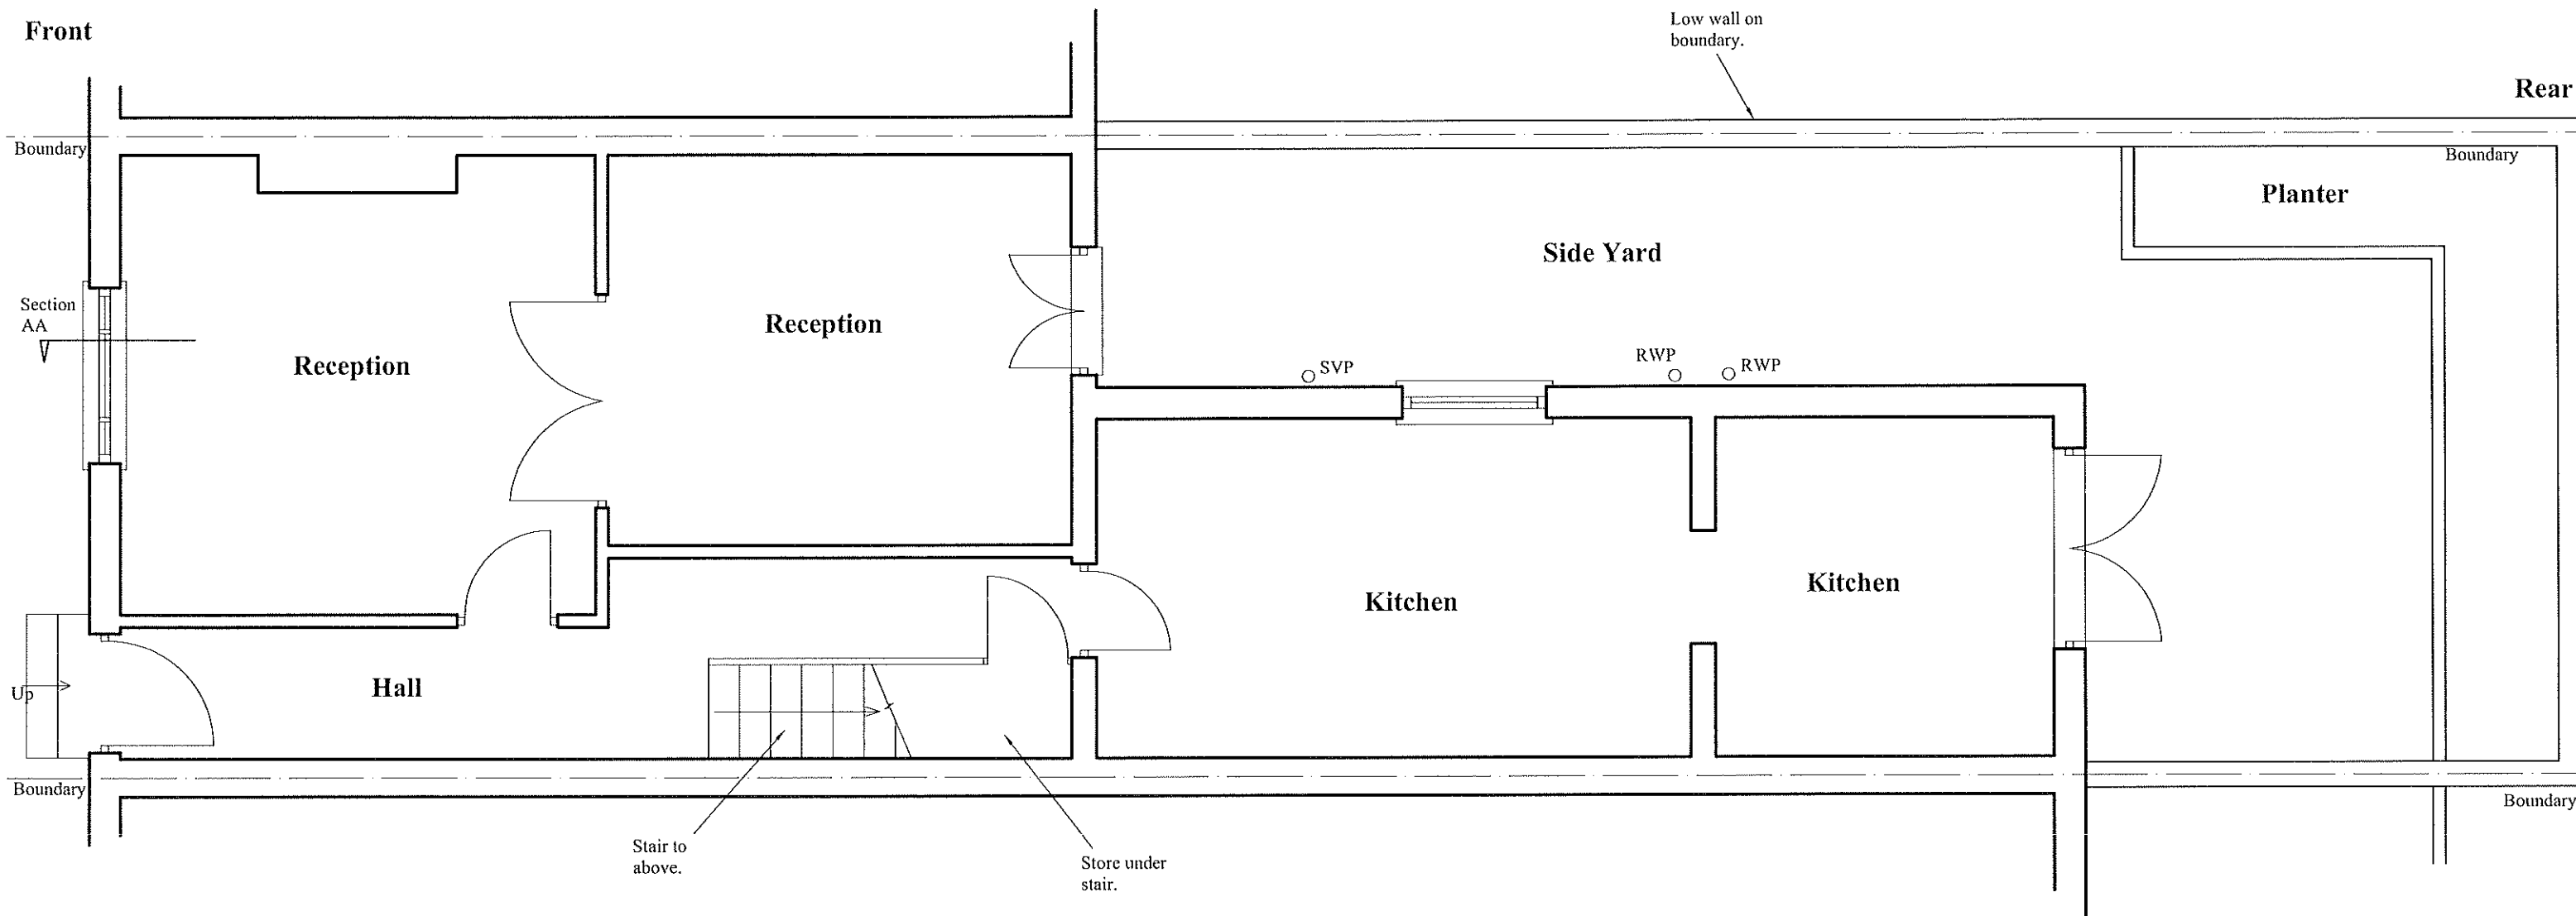 Front
Low wall on
boundary.
Rear
Boundary
Boundary
Planter
Side Yard
Section
AA
Reception
Reception
SVP
RWP
RWP
Kitchen
Kitchen
Up
Hall
Boundary
Boundary
Stair to
above.
Store under
stair.